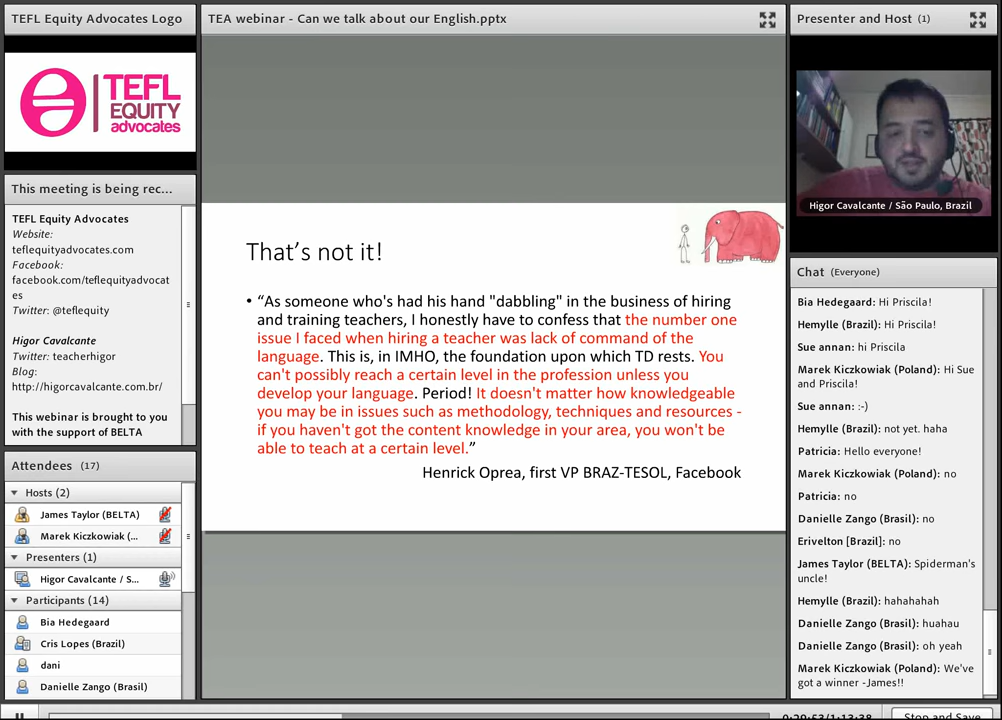 TEFL Equity Advocates Logo
TEFL
EQUITY
advocates
This meeting is being rec...
TEFL Equity Advocates
Website:
teflequityadvocates.com
Facebook:
facebook.com/teflequityadvocat
es
Twitter: @teflequity
Higor Cavalcante
Twitter: teacherhigor
Blog:
http://higorcavalcante.com.br/
This webinar is brought to you
with the support of BELTA
Attendees (17)
Hosts (2)
James Taylor (BELTA)
Marek Kiczkowiak (...
Presenters (1)
Higor Cavalcante / S...
Participants (14)
Bia Hedegaard
Cris Lopes (Brazil)
dani
Danielle Zango (Brasil)
TEA webinar - Can we talk about our English.pptx
That's not it!
• “As someone who's had his hand "dabbling" in the business of hiring
and training teachers, I honestly have to confess that the number one
issue I faced when hiring a teacher was lack of command of the
language. This is, in IMHO, the foundation upon which TD rests. You
can't possibly reach a certain level in the profession unless you
develop your language. Period! It doesn't matter how knowledgeable
you may be in issues such as methodology, techniques and resources -
if you haven't got the content knowledge in your area, you won't be
able to teach at a certain level.”
Henrick Oprea, first VP BRAZ-TESOL, Facebook
Presenter and Host (1)
Higor Cavalcante / São Paulo, Brazil
Chat (Everyone)
Bia Hedegaard: Hi Priscila!
Hemylle (Brazil): Hi Priscila!
Sue annan: hi Priscila
Marek Kiczkowiak (Poland): Hi Sue
and Priscila!
Sue annan: :-)
Hemylle (Brazil): not yet. haha
Patricia: Hello everyone!
Marek Kiczkowiak (Poland): no
Patricia: no
Danielle Zango (Brasil): no
Erivelton [Brazil]: no
James Taylor (BELTA): Spiderman's
uncle!
Hemylle (Brazil): hahahahah
Danielle Zango (Brasil): huahau
Danielle Zango (Brasil): oh yeah
Marek Kiczkowiak (Poland): We've
got a winner -James!!
0:29:53/1:13:38
Stop and Save